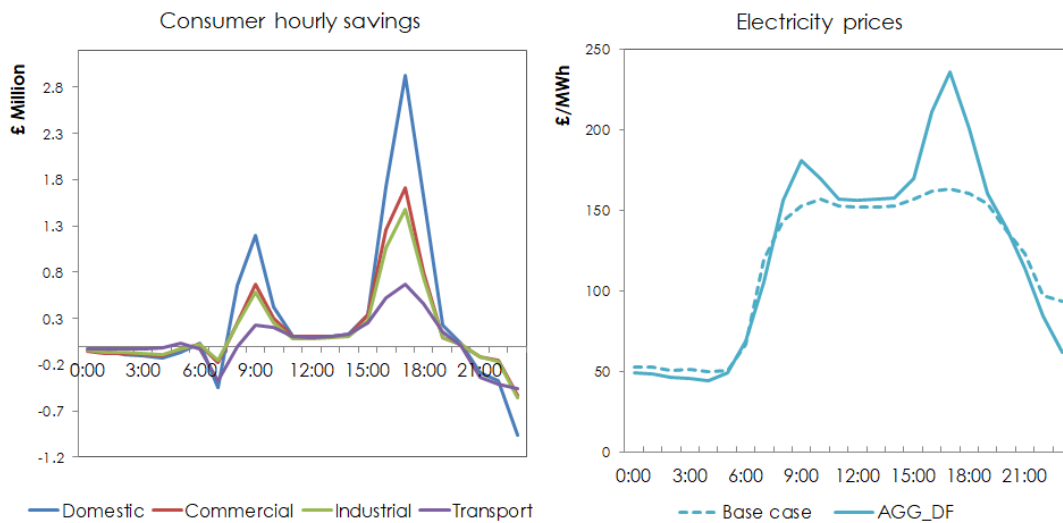 Consumer hourly savings
£ Million
2.8
2.3
1.8
1.3
0.8
0.3
-0.2
-0.7
-1.2
0:00 3:00 6:00 9:00 12:00 15:00 18:00 21:00
Domestic Commercial Industrial Transport
Electricity prices
£/MWh
250
200
150
100
50
0
0:00 3:00 6:00 9:00 12:00 15:00 18:00 21:00
Base case AGG_DF